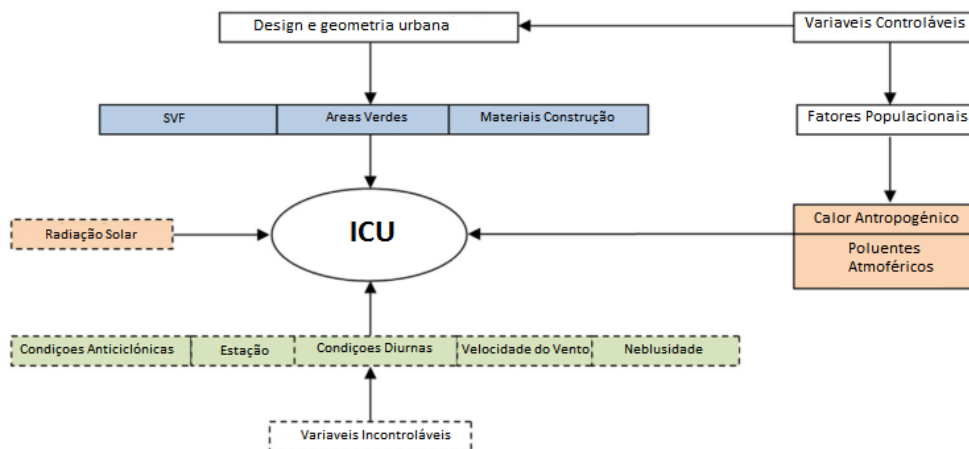 Design e geometria urbana
Variaveis Controláveis
SVF
Areas Verdes
Materiais Construção
Fatores Populacionais
ICU
Radiação Solar
Calor Antropogénico
Poluentes
Atmoféricos
Condiçoes Anticiclónicas
Estação
Condiçoes Diurnas
Velocidade do Vento
Neblusidade
Variaveis Incontroláveis